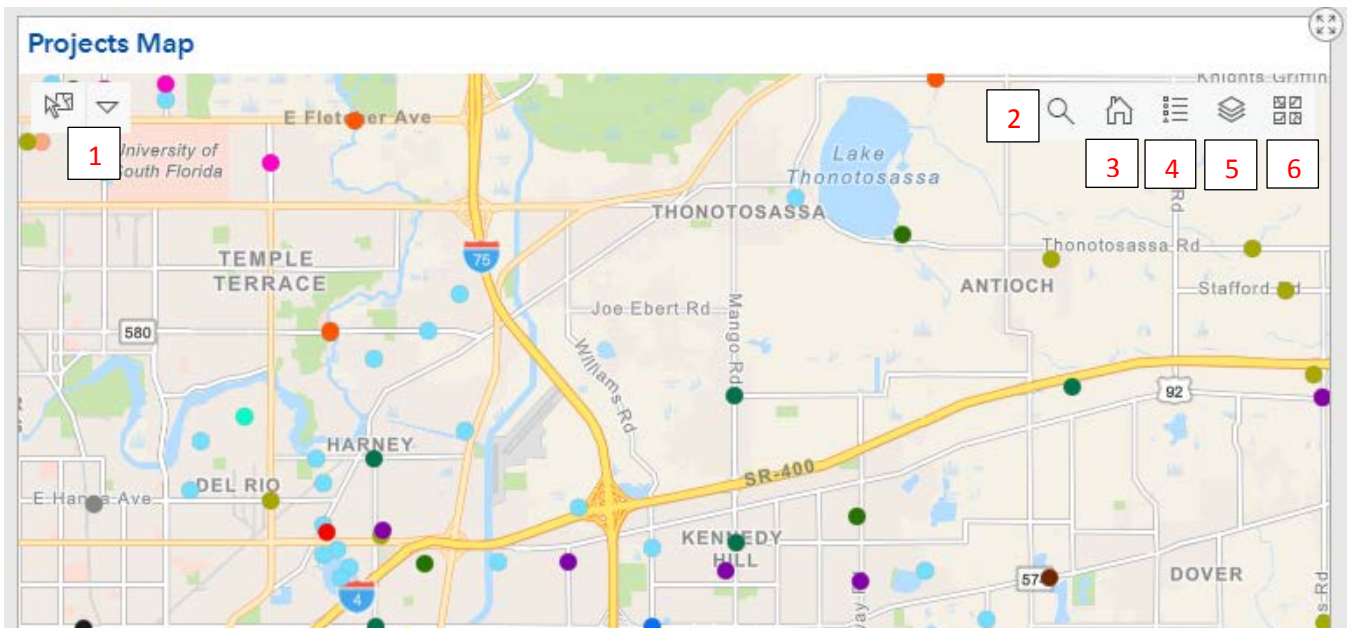 Projects Map
Knights Griffin
E Fletcher Ave
2
1
University of
South Florida
Lake
Thonotosassa
3
4
5
6
Rd
THONOTOSASSA
Thonotosassa Rd
75
TEMPLE
TERRACE
ANTIOCH
Stafford Rd
Joe Ebert Rd
Mango Rd
580
Williams Rd
92
HARNEY
SR-400
DEL RIO
E Hanna Ave
KENNEDY
HILL
574
DOVER
4